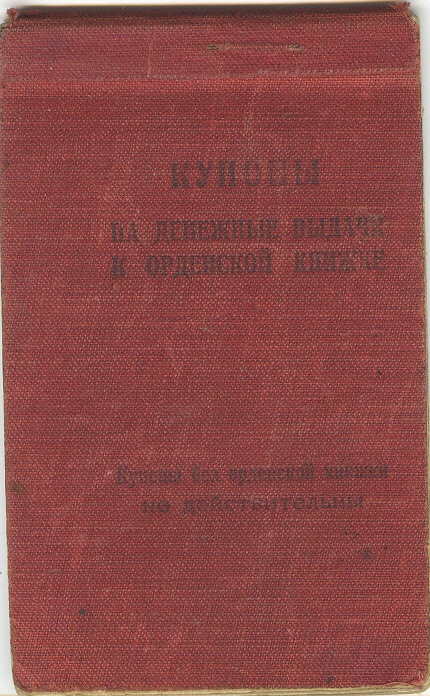 КУПОНЫ
НА ДЕНЕЖНЫЕ ВЫДАЧИ
К ОРДЕНСКОЙ КНИЖКЕ
Купоны без орденской книжки
не действительны